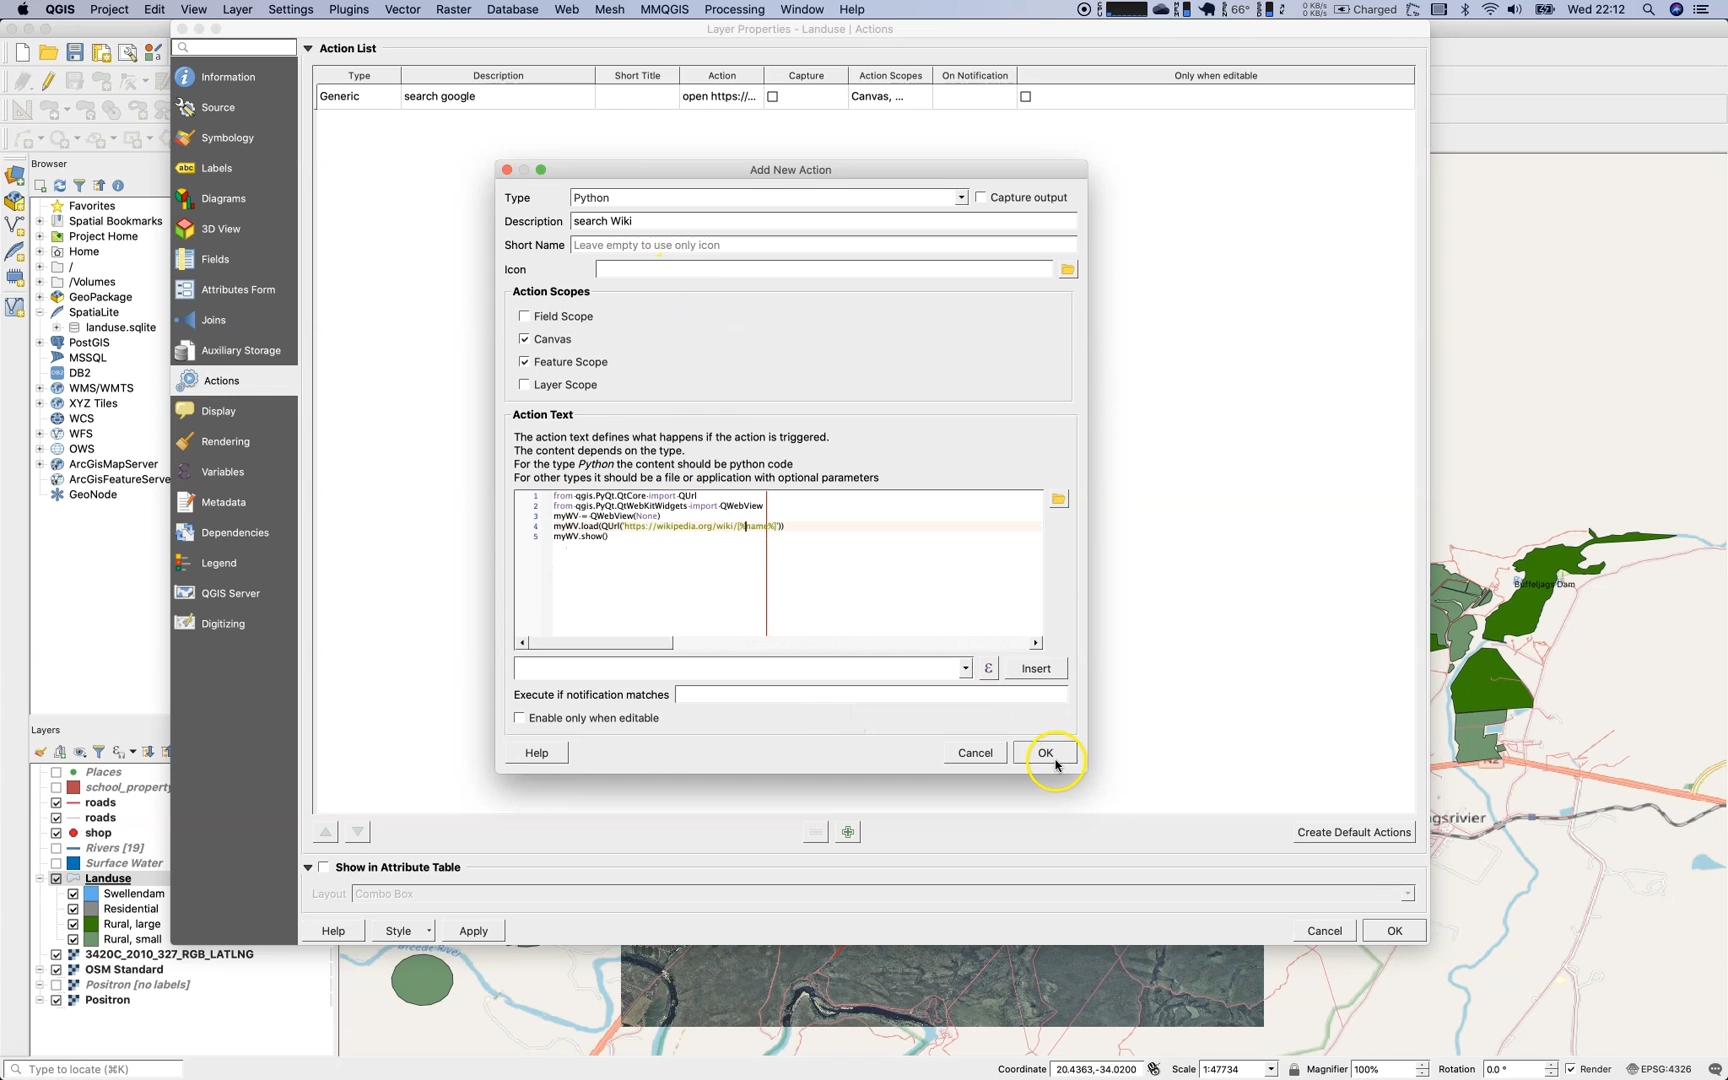 QGIS Project Edit View Layer Settings Plugins Vector Raster Database Web Mesh MMQGIS Processing Window Help
66° 0 KB/s 0 KB/s Charged Wed 22:12
Layer Properties - Landuse | Actions
Information
Source
Symbology
Labels
Diagrams
3D View
Fields
Attributes Form
Joins
Auxiliary Storage
Actions
Display
Rendering
Variables
Metadata
Dependencies
Legend
QGIS Server
Digitizing
Action List
Type Description Short Title Action Capture Action Scopes On Notification Only when editable
Generic search google open https://... Canvas, ...
Add New Action
Type Python Capture output
Description search Wiki
Short Name Leave empty to use only icon
Icon
Action Scopes
Field Scope
Canvas
Feature Scope
Layer Scope
Action Text
The action text defines what happens if the action is triggered.
The content depends on the type.
For the type Python the content should be python code
For other types it should be a file or application with optional parameters
1 from qgis.PyQt.QtCore import QUrl
2 from qgis.PyQt.QtWebKitWidgets import QWebView
3 myWV = QWebView(None)
4 myWV.load(QUrl('https://wikipedia.org/wiki/[%name%]'))
5 myWV.show()
ε Insert
Execute if notification matches
Enable only when editable
Help Cancel OK
Create Default Actions
Show in Attribute Table
Layout Combo Box
Help Style Apply Cancel OK
Browser
Favorites
Spatial Bookmarks
Project Home
Home
/
/Volumes
GeoPackage
SpatiaLite
landuse.sqlite
PostGIS
MSSQL
DB2
WMS/WMTS
XYZ Tiles
WCS
WFS
OWS
ArcGisMapServer
ArcGisFeatureServe
GeoNode
Layers
Places
school_property
roads
roads
shop
Rivers [19]
Surface Water
Landuse
Swellendam
Residential
Rural, large
Rural, small
3420C_2010_327_RGB_LATLNG
OSM Standard
Positron [no labels]
Positron
Buffeljags Dam
N2
gsrivier
Type to locate (⌘K)
Coordinate 20.4363,-34.0200 Scale 1:47734 Magnifier 100% Rotation 0.0 ° Render EPSG:4326